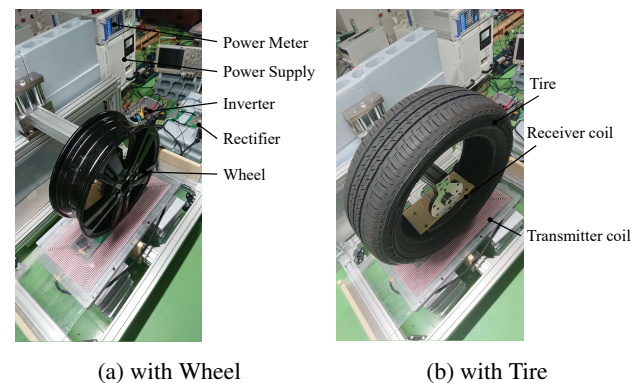 Power Meter
Power Supply
Inverter
Rectifier
Wheel
Tire
Receiver coil
Transmitter coil
(a) with Wheel
(b) with Tire